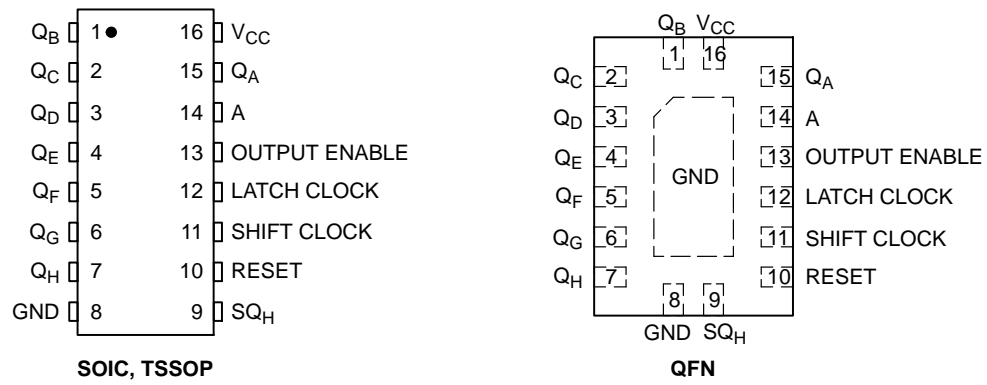 QB 1 16 VCC
QC 2 15 QA
QD 3 14 A
QE 4 13 OUTPUT ENABLE
QF 5 12 LATCH CLOCK
QG 6 11 SHIFT CLOCK
QH 7 10 RESET
GND 8 9 SQH
SOIC, TSSOP
QB VCC
1 16
QC 2 15 QA
QD 3 14 A
QE 4 13 OUTPUT ENABLE
GND
QF 5 12 LATCH CLOCK
QG 6 11 SHIFT CLOCK
QH 7 10 RESET
8 9
GND SQH
QFN